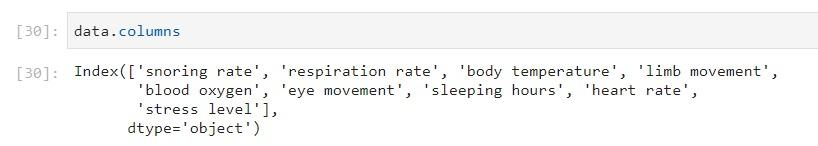 [30]: data.columns
[30]: Index(['snoring rate', 'respiration rate', 'body temperature', 'limb movement',
'blood oxygen', 'eye movement', 'sleeping hours', 'heart rate',
'stress level'],
dtype='object')